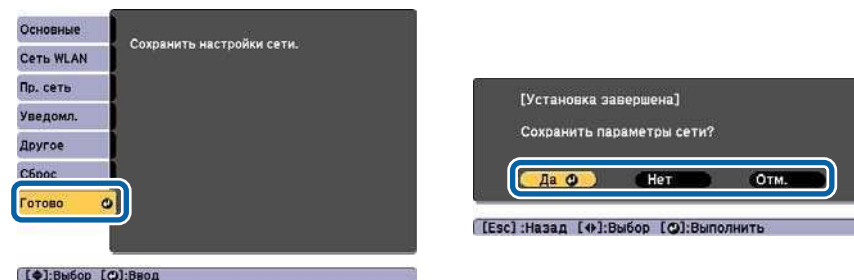 Основные
Сеть WLAN
Пр. сеть
Уведомл.
Другое
Сброс
Готово
Сохранить настройки сети.
[◆]:Выбор [↵]:Ввод
[Установка завершена]
Сохранить параметры сети?
Да Нет Отм.
[Esc] :Назад [◆]:Выбор [↵]:Выполнить